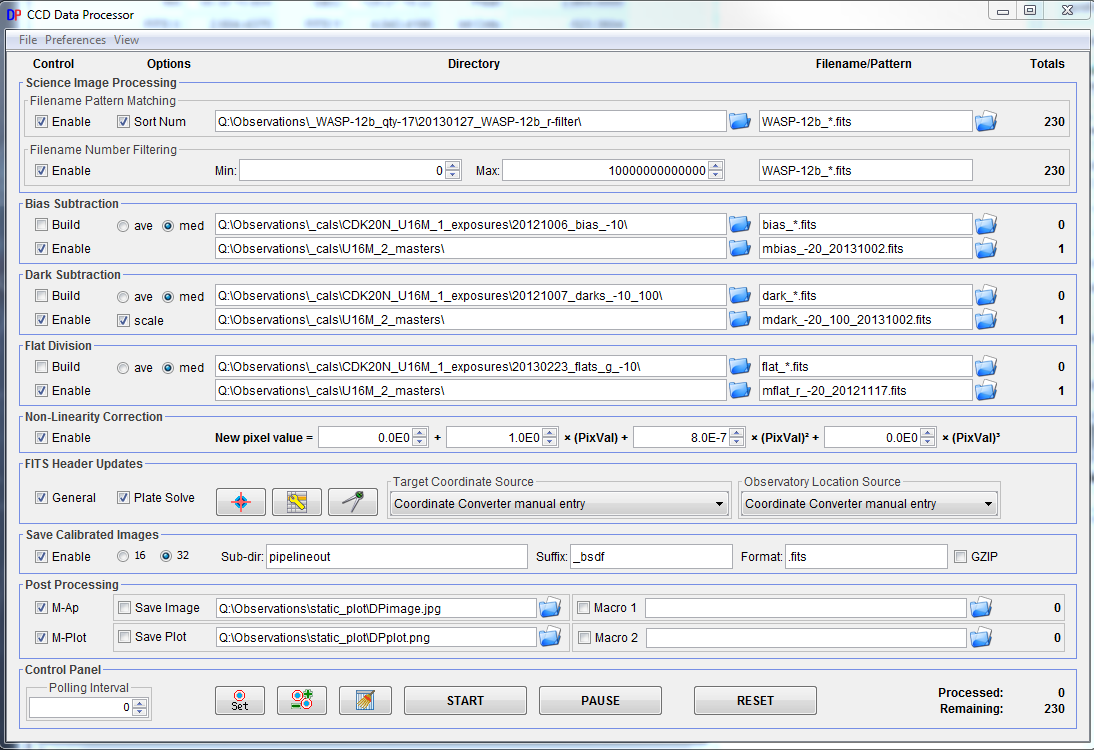 DP CCD Data Processor
File Preferences View
Control Options Directory Filename/Pattern Totals
Science Image Processing
Filename Pattern Matching
Enable Sort Num Q:\Observations\_WASP-12b_qty-17\20130127_WASP-12b_r-filter\ WASP-12b_*.fits 230
Filename Number Filtering
Enable Min: 0 Max: 10000000000000 WASP-12b_*.fits 230
Bias Subtraction
Build ave med Q:\Observations\_cals\CDK20N_U16M_1_exposures\20121006_bias_-10\ bias_*.fits 0
Enable Q:\Observations\_cals\U16M_2_masters\ mbias_-20_20131002.fits 1
Dark Subtraction
Build ave med Q:\Observations\_cals\CDK20N_U16M_1_exposures\20121007_darks_-10_100\ dark_*.fits 0
Enable scale Q:\Observations\_cals\U16M_2_masters\ mdark_-20_100_20131002.fits 1
Flat Division
Build ave med Q:\Observations\_cals\CDK20N_U16M_1_exposures\20130223_flats_g_-10\ flat_*.fits 0
Enable Q:\Observations\_cals\U16M_2_masters\ mflat_r_-20_20121117.fits 1
Non-Linearity Correction
Enable New pixel value = 0.0E0 + 1.0E0 × (PixVal) + 8.0E-7 × (PixVal)² + 0.0E0 × (PixVal)³
FITS Header Updates
Target Coordinate Source Observatory Location Source
General Plate Solve Coordinate Converter manual entry Coordinate Converter manual entry
Save Calibrated Images
Enable 16 32 Sub-dir: pipelineout Suffix: _bsdf Format: .fits GZIP
Post Processing
M-Ap Save Image Q:\Observations\static_plot\DPimage.jpg Macro 1 0
M-Plot Save Plot Q:\Observations\static_plot\DPplot.png Macro 2 0
Control Panel
Polling Interval
0 Set START PAUSE RESET
Processed: 0
Remaining: 230